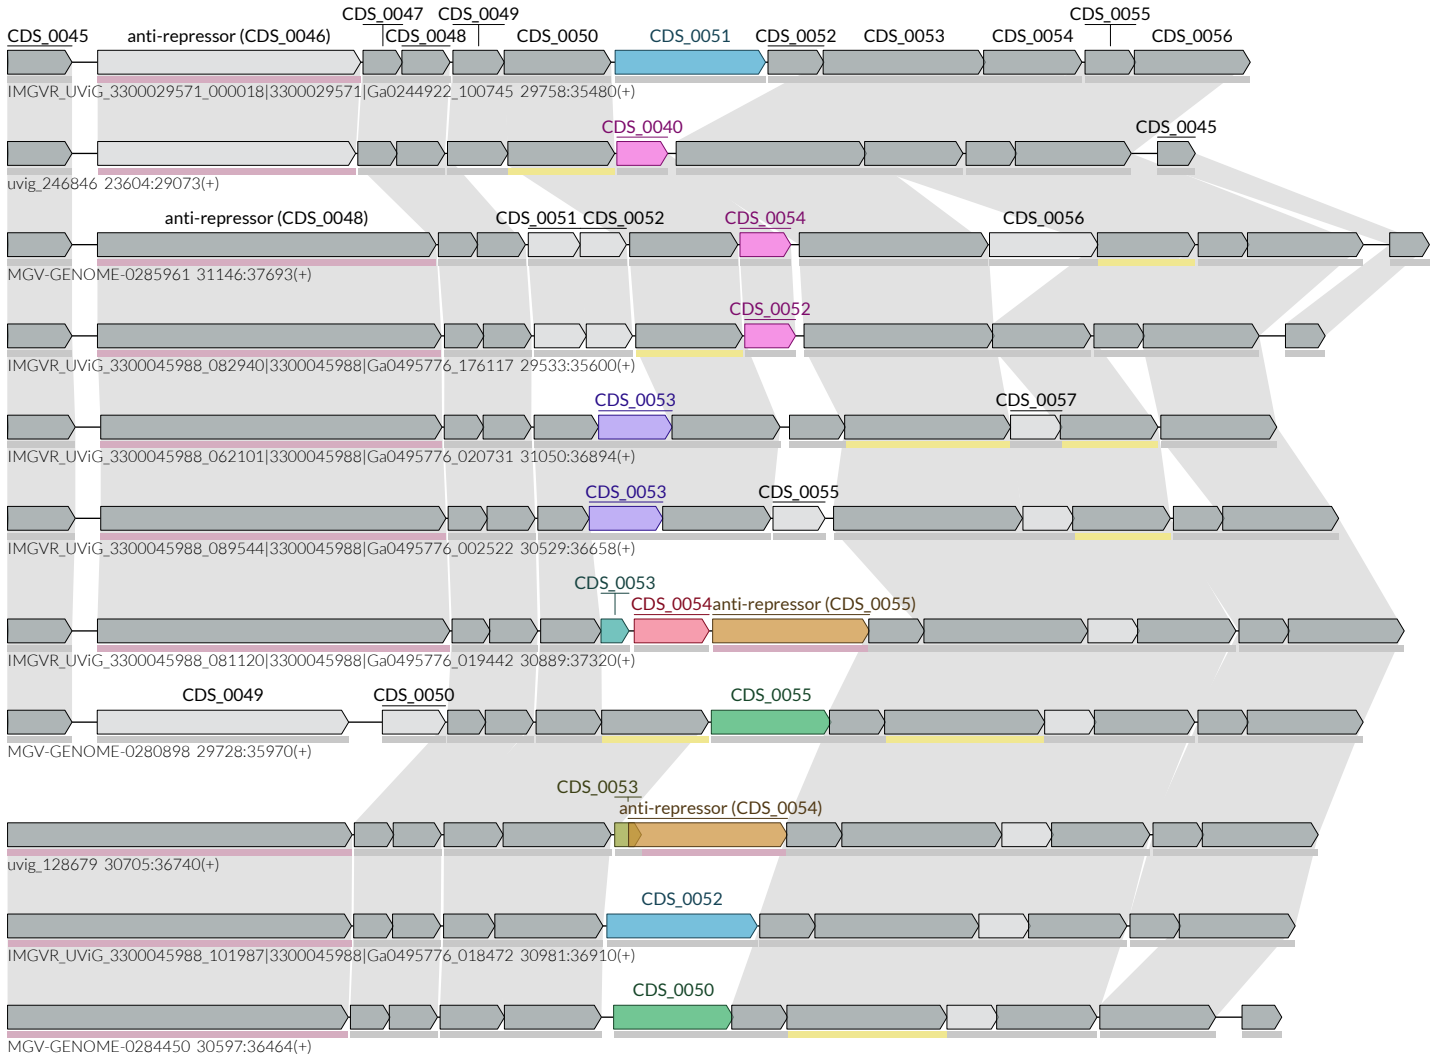 CDS_0047 CDS_0049 CDS_0055
CDS_0045 anti-repressor (CDS_0046) CDS_0048 CDS_0050 CDS_0051 CDS_0052 CDS_0053 CDS_0054 CDS_0056
IMGVR_UViG_3300029571_000018|3300029571|Ga0244922_100745 29758:35480(+)
CDS_0040 CDS_0045
uvig_246846 23604:29073(+)
anti-repressor (CDS_0048) CDS_0051 CDS_0052 CDS_0054 CDS_0056
MGV-GENOME-0285961 31146:37693(+)
CDS_0052
IMGVR_UViG_3300045988_082940|3300045988|Ga0495776_176117 29533:35600(+)
CDS_0053 CDS_0057
IMGVR_UViG_3300045988_062101|3300045988|Ga0495776_020731 31050:36894(+)
CDS_0053 CDS_0055
IMGVR_UViG_3300045988_089544|3300045988|Ga0495776_002522 30529:36658(+)
CDS_0053
CDS_0054 anti-repressor (CDS_0055)
IMGVR_UViG_3300045988_081120|3300045988|Ga0495776_019442 30889:37320(+)
CDS_0049 CDS_0050 CDS_0055
MGV-GENOME-0280898 29728:35970(+)
CDS_0053
anti-repressor (CDS_0054)
uvig_128679 30705:36740(+)
CDS_0052
IMGVR_UViG_3300045988_101987|3300045988|Ga0495776_018472 30981:36910(+)
CDS_0050
MGV-GENOME-0284450 30597:36464(+)